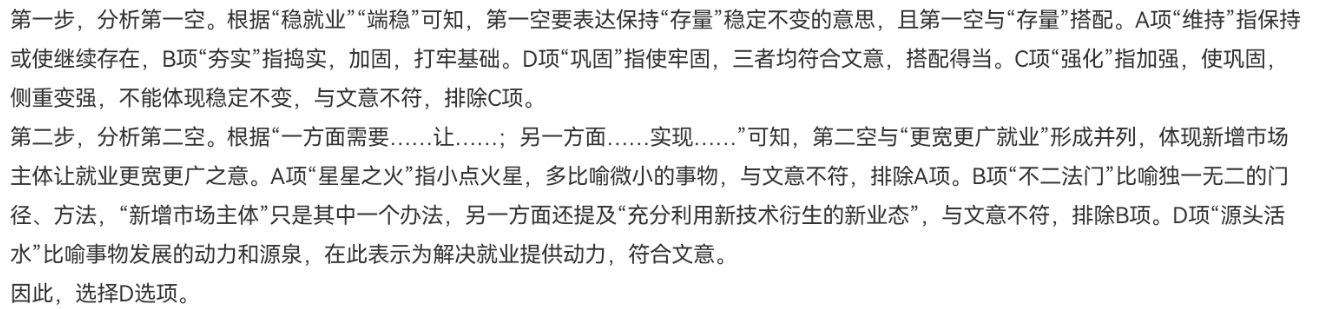 第一步，分析第一空。根据“稳就业”“端稳”可知，第一空要表达保持“存量”稳定不变的意思，且第一空与“存量”搭配。A项“维持”指保持
或使继续存在，B项“夯实”指捣实，加固，打牢基础。D项“巩固”指使牢固，三者均符合文意，搭配得当。C项“强化”指加强，使巩固，
侧重变强，不能体现稳定不变，与文意不符，排除C项。
第二步，分析第二空。根据“一方面需要……让……；另一方面……实现……”可知，第二空与“更宽更广就业”形成并列，体现新增市场
主体让就业更宽更广之意。A项“星星之火”指小点火星，多比喻微小的事物，与文意不符，排除A项。B项“不二法门”比喻独一无二的门
径、方法，“新增市场主体”只是其中一个办法，另一方面还提及“充分利用新技术衍生的新业态”，与文意不符，排除B项。D项“源头活
水”比喻事物发展的动力和源泉，在此表示为解决就业提供动力，符合文意。
因此，选择D选项。